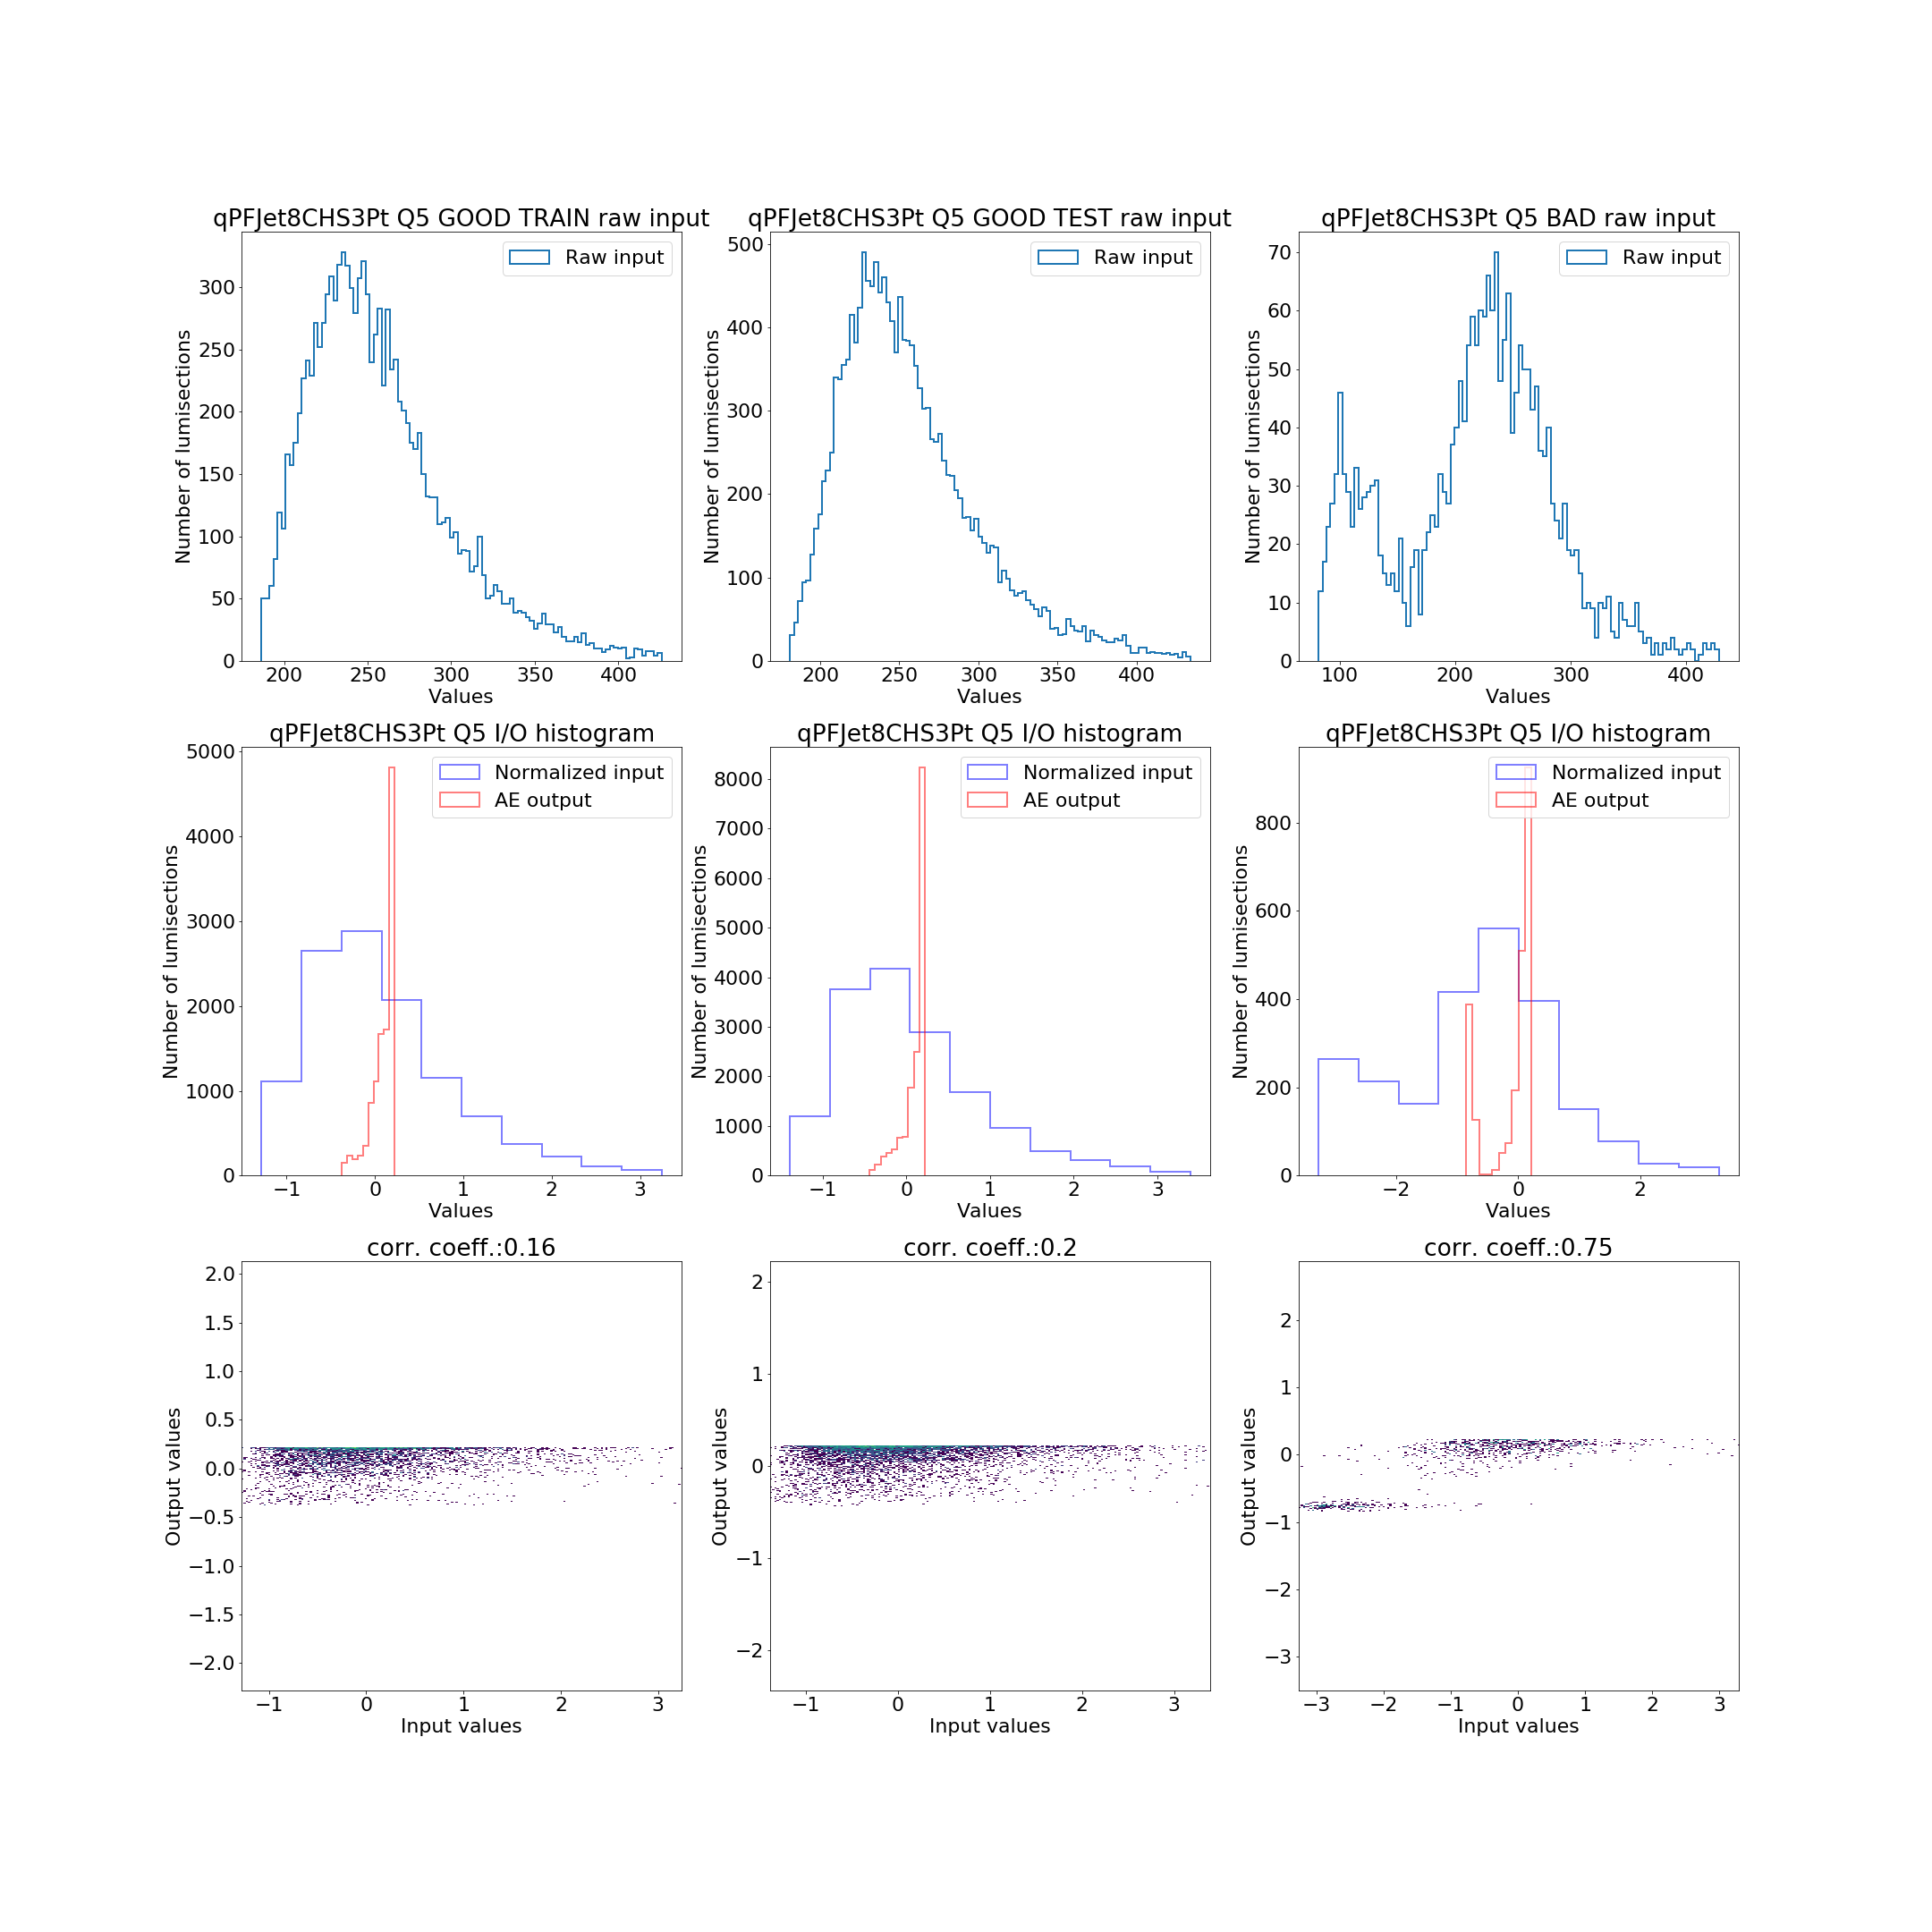 qPFJet8CHS3Pt Q5 GOOD TRAIN raw input
Raw input
Number of lumisections
300
250
200
150
100
50
0
200 250 300 350 400
Values
qPFJet8CHS3Pt Q5 GOOD TEST raw input
Raw input
Number of lumisections
500
400
300
200
100
0
200 250 300 350 400
Values
qPFJet8CHS3Pt Q5 BAD raw input
Raw input
Number of lumisections
70
60
50
40
30
20
10
0
100 200 300 400
Values
qPFJet8CHS3Pt Q5 I/O histogram
Normalized input
AE output
Number of lumisections
5000
4000
3000
2000
1000
0
−1 0 1 2 3
Values
qPFJet8CHS3Pt Q5 I/O histogram
Normalized input
AE output
Number of lumisections
8000
7000
6000
5000
4000
3000
2000
1000
0
−1 0 1 2 3
Values
qPFJet8CHS3Pt Q5 I/O histogram
Normalized input
AE output
Number of lumisections
800
600
400
200
0
−2 0 2
Values
corr. coeff.:0.16
Output values
2.0
1.5
1.0
0.5
0.0
−0.5
−1.0
−1.5
−2.0
−1 0 1 2 3
Input values
corr. coeff.:0.2
Output values
2
1
0
−1
−2
−1 0 1 2 3
Input values
corr. coeff.:0.75
Output values
2
1
0
−1
−2
−3
−3 −2 −1 0 1 2 3
Input values